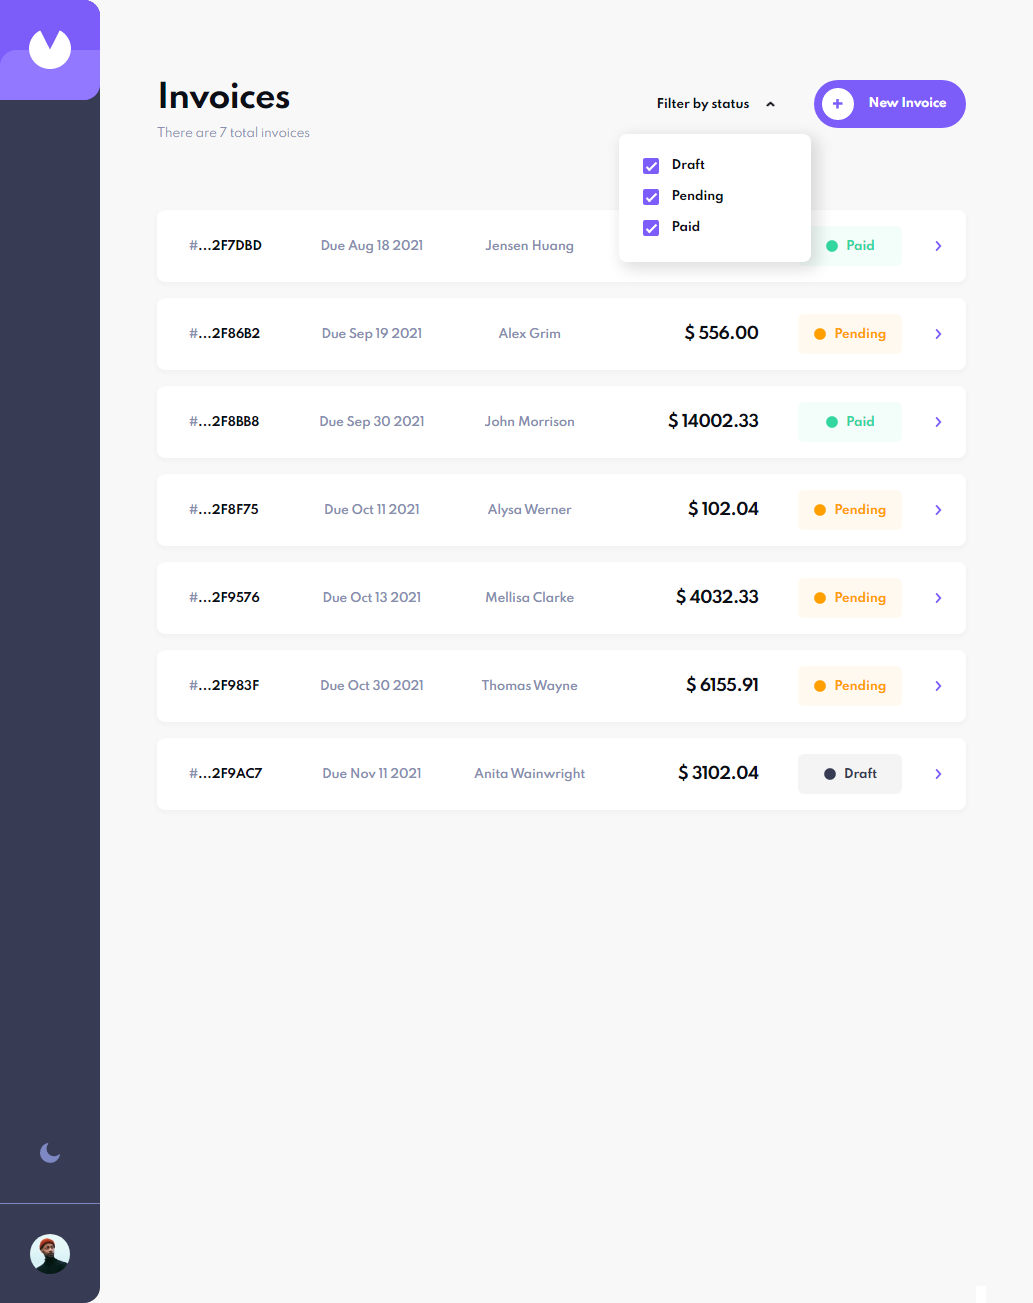 Invoices
There are 7 total invoices
Filter by status
New Invoice
Draft
Pending
Paid
#...2F7DBD Due Aug 18 2021 Jensen Huang Paid
#...2F86B2 Due Sep 19 2021 Alex Grim $ 556.00 Pending
#...2F8BB8 Due Sep 30 2021 John Morrison $ 14002.33 Paid
#...2F8F75 Due Oct 11 2021 Alysa Werner $ 102.04 Pending
#...2F9576 Due Oct 13 2021 Mellisa Clarke $ 4032.33 Pending
#...2F983F Due Oct 30 2021 Thomas Wayne $ 6155.91 Pending
#...2F9AC7 Due Nov 11 2021 Anita Wainwright $ 3102.04 Draft